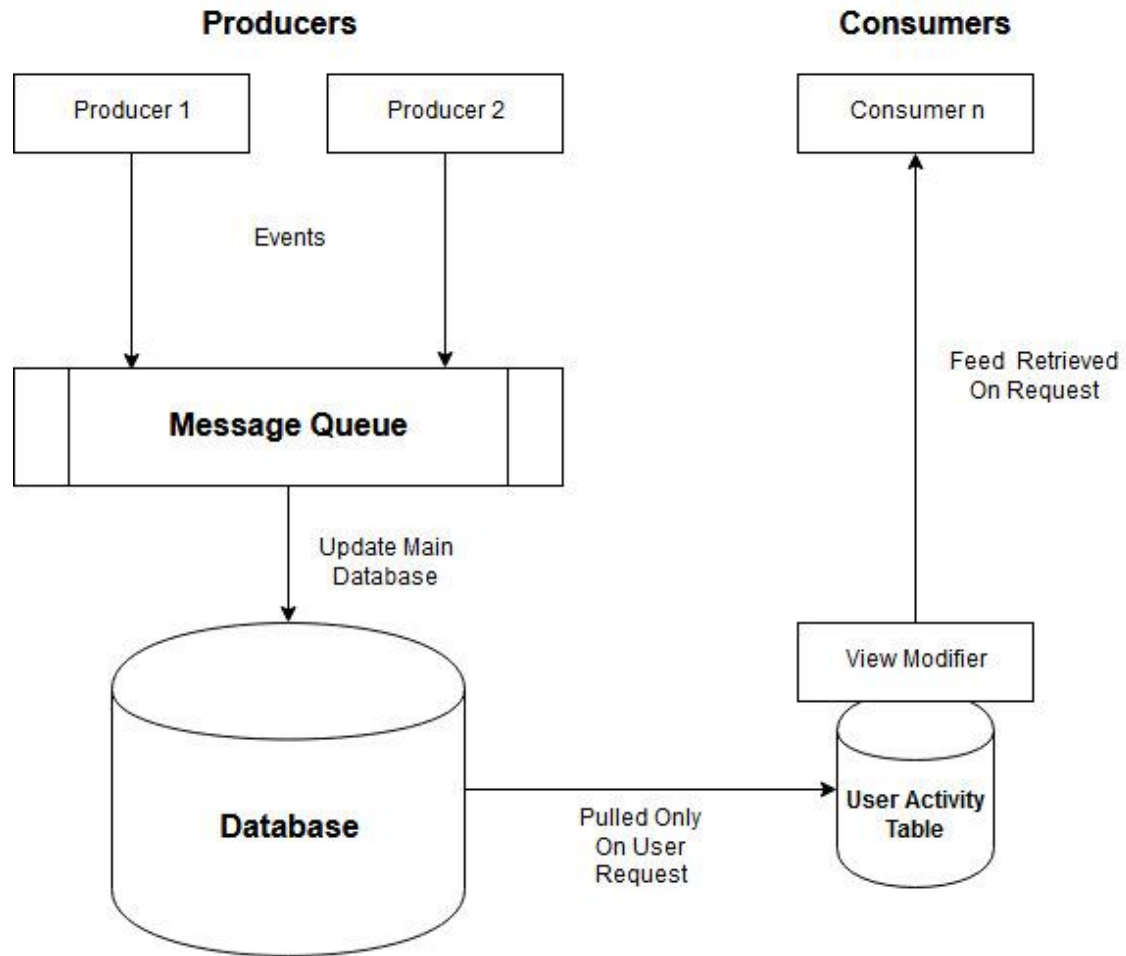 Producers
Consumers
Producer 1
Producer 2
Consumer n
Events
Feed Retrieved
On Request
Message Queue
Update Main
Database
View Modifier
Database
Pulled Only
On User
Request
User Activity
Table